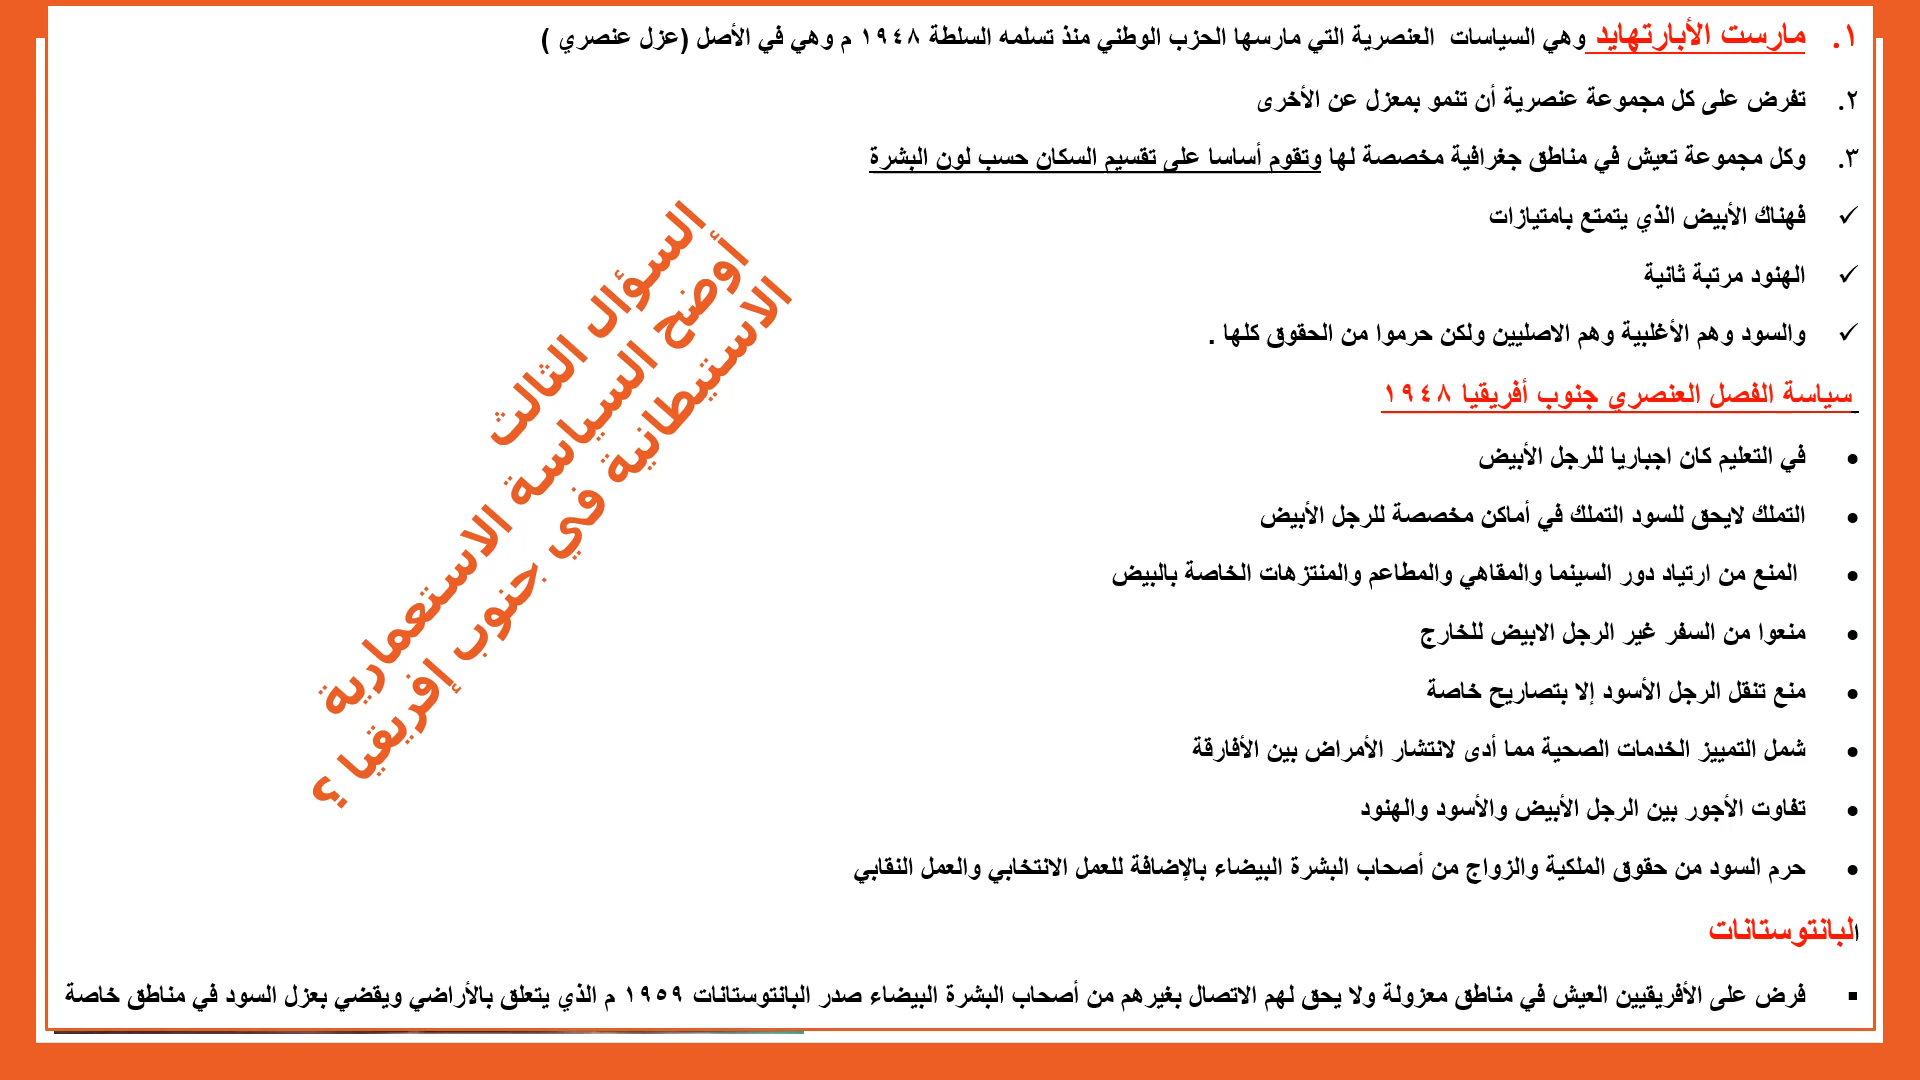 ١. مارست الأبارتهايد وهي السياسات العنصرية التي مارسها الحزب الوطني منذ تسلمه السلطة ١٩٤٨ م وهي في الأصل (عزل عنصري )
٢. تفرض على كل مجموعة عنصرية أن تنمو بمعزل عن الأخرى
٣. وكل مجموعة تعيش في مناطق جغرافية مخصصة لها وتقوم أساسا على تقسيم السكان حسب لون البشرة
✓ فهناك الأبيض الذي يتمتع بامتيازات
✓ الهنود مرتبة ثانية
✓ والسود وهم الأغلبية وهم الاصليين ولكن حرموا من الحقوق كلها .
سياسة الفصل العنصري جنوب أفريقيا ١٩٤٨
• في التعليم كان اجباريا للرجل الأبيض
• التملك لايحق للسود التملك في أماكن مخصصة للرجل الأبيض
• المنع من ارتياد دور السينما والمقاهي والمطاعم والمنتزهات الخاصة بالبيض
• منعوا من السفر غير الرجل الابيض للخارج
• منع تنقل الرجل الأسود إلا بتصاريح خاصة
• شمل التمييز الخدمات الصحية مما أدى لانتشار الأمراض بين الأفارقة
• تفاوت الأجور بين الرجل الأبيض والأسود والهنود
• حرم السود من حقوق الملكية والزواج من أصحاب البشرة البيضاء بالإضافة للعمل الانتخابي والعمل النقابي
البانتوستانات
▪ فرض على الأفريقيين العيش في مناطق معزولة ولا يحق لهم الاتصال بغيرهم من أصحاب البشرة البيضاء صدر البانتوستانات ١٩٥٩ م الذي يتعلق بالأراضي ويقضي بعزل السود في مناطق خاصة
السؤال الثالث
أوضح السياسة الاستعمارية
الاستيطانية في جنوب إفريقيا ؟